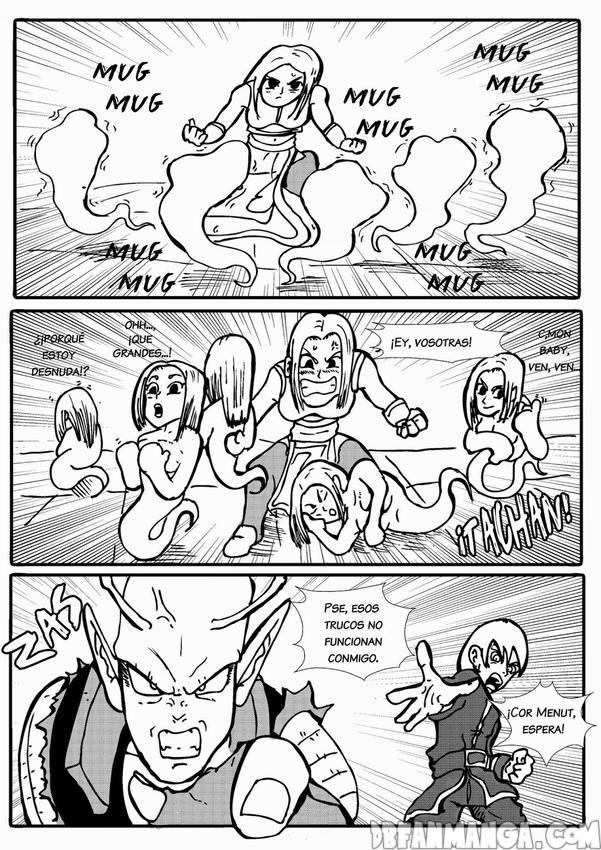 MUG
MUG
MUG
MUG
MUG
MUG
MUG
MUG
MUG
MUG
¿¡PORQUÉ
ESTOY
DESNUDA!?
OHH...,
¡QUE
GRANDES...!
¡EY, VOSOTRAS!
C,MON
BABY,
VEN, VEN...
¡TACHAN!
ZAS
PSE, ESOS
TRUCOS NO
FUNCIONAN
CONMIGO.
¡COR MENUT,
ESPERA!
DBFANMANGA.COM